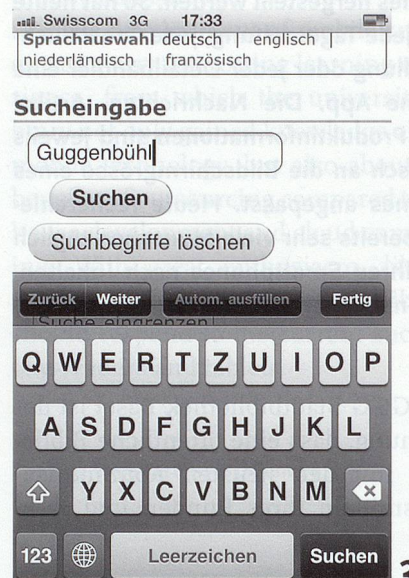 Swisscom 3G 17:33
Sprachauswahl deutsch | englisch
niederländisch | französisch
Sucheingabe
Guggenbühl
Suchen
Suchbegriffe löschen
Zurück Weiter Autom. ausfüllen Fertig
Suche eingrenzen
Q W E R T Z U I O P
A S D F G H J K L
Y X C V B N M
123 Leerzeichen Suchen